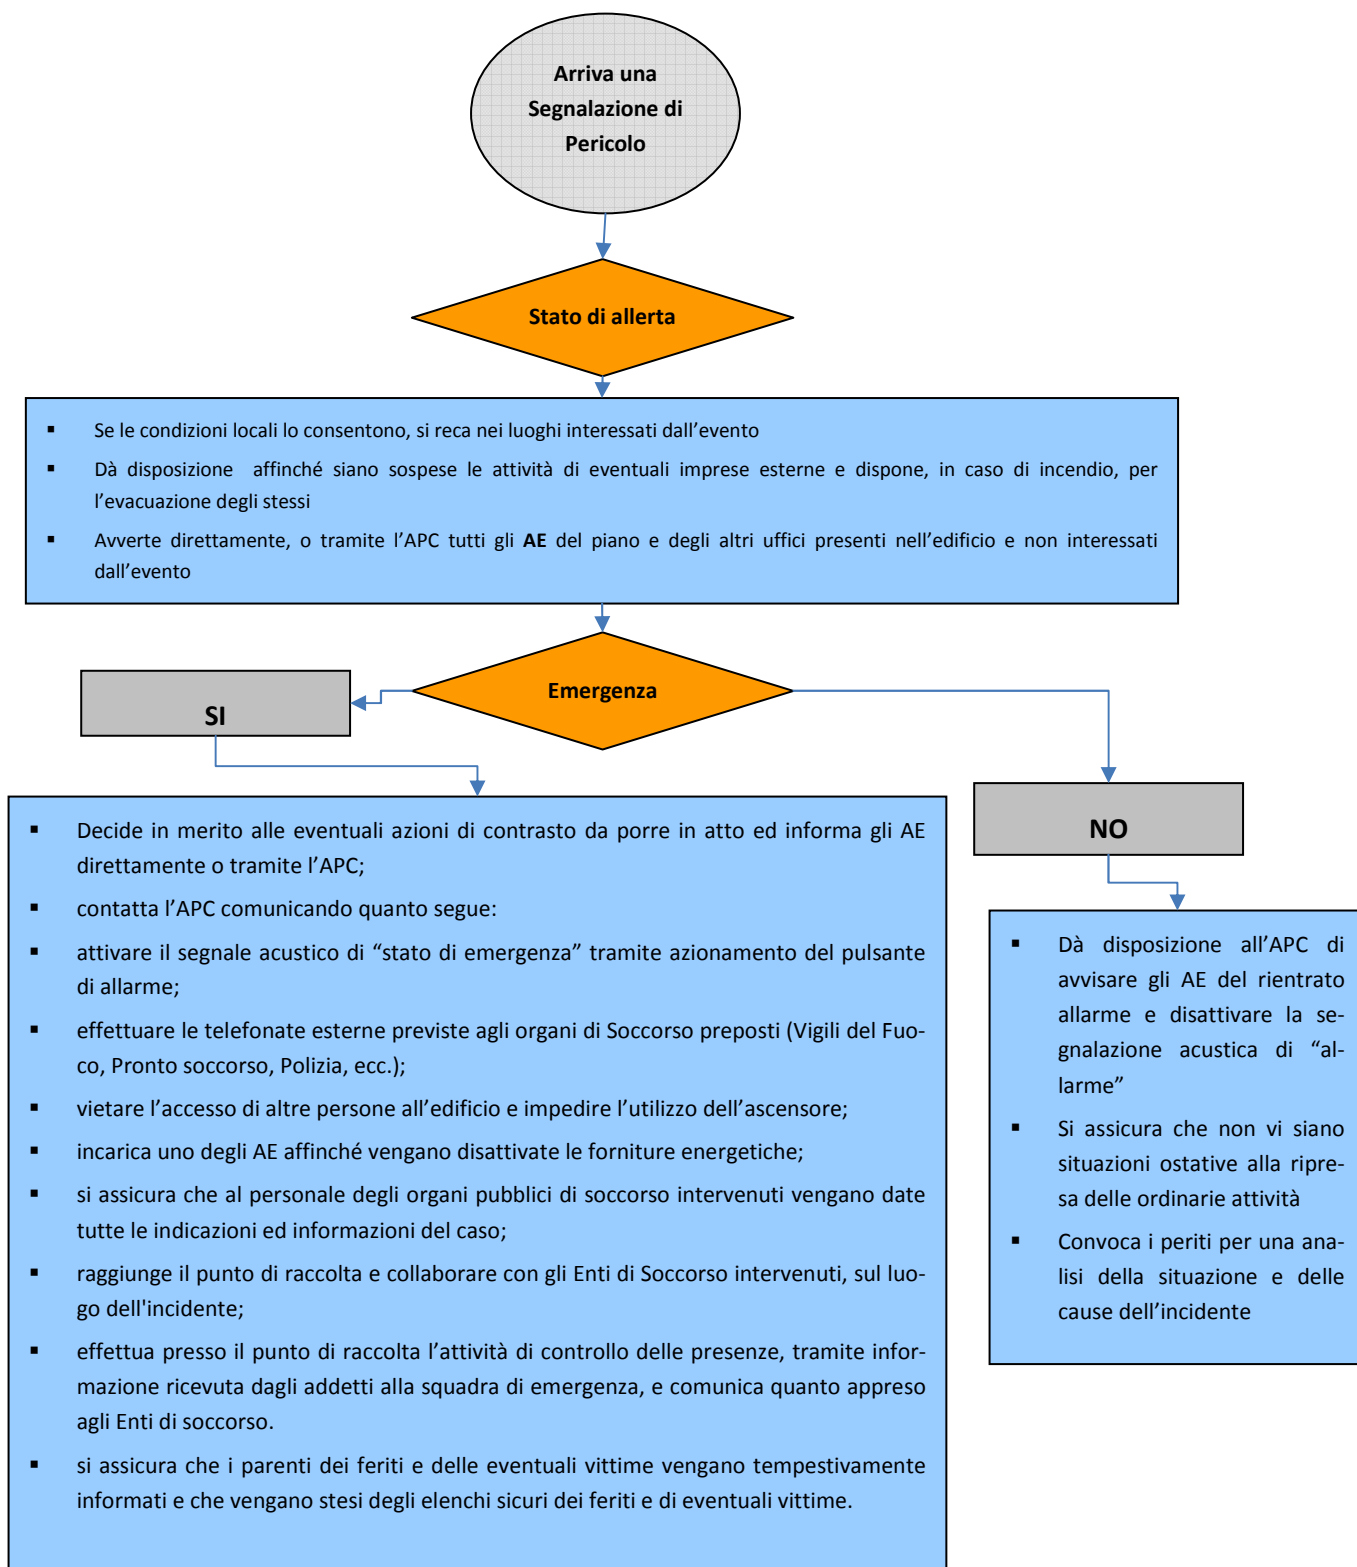 Arriva una
Segnalazione di
Pericolo
Stato di allerta
▪ Se le condizioni locali lo consentono, si reca nei luoghi interessati dall’evento
▪ Dà disposizione affinché siano sospese le attività di eventuali imprese esterne e dispone, in caso di incendio, per
l’evacuazione degli stessi
▪ Avverte direttamente, o tramite l’APC tutti gli AE del piano e degli altri uffici presenti nell’edificio e non interessati
dall’evento
Emergenza
SI
▪ Decide in merito alle eventuali azioni di contrasto da porre in atto ed informa gli AE
direttamente o tramite l’APC;
▪ contatta l’APC comunicando quanto segue:
▪ attivare il segnale acustico di “stato di emergenza” tramite azionamento del pulsante
di allarme;
▪ effettuare le telefonate esterne previste agli organi di Soccorso preposti (Vigili del Fuo-
co, Pronto soccorso, Polizia, ecc.);
▪ vietare l’accesso di altre persone all’edificio e impedire l’utilizzo dell’ascensore;
▪ incarica uno degli AE affinché vengano disattivate le forniture energetiche;
▪ si assicura che al personale degli organi pubblici di soccorso intervenuti vengano date
tutte le indicazioni ed informazioni del caso;
▪ raggiunge il punto di raccolta e collaborare con gli Enti di Soccorso intervenuti, sul luo-
go dell'incidente;
▪ effettua presso il punto di raccolta l’attività di controllo delle presenze, tramite infor-
mazione ricevuta dagli addetti alla squadra di emergenza, e comunica quanto appreso
agli Enti di soccorso.
▪ si assicura che i parenti dei feriti e delle eventuali vittime vengano tempestivamente
informati e che vengano stesi degli elenchi sicuri dei feriti e di eventuali vittime.
NO
▪ Dà disposizione all’APC di
avvisare gli AE del rientrato
allarme e disattivare la se-
gnalazione acustica di “al-
larme”
▪ Si assicura che non vi siano
situazioni ostative alla ripre-
sa delle ordinarie attività
▪ Convoca i periti per una ana-
lisi della situazione e delle
cause dell’incidente